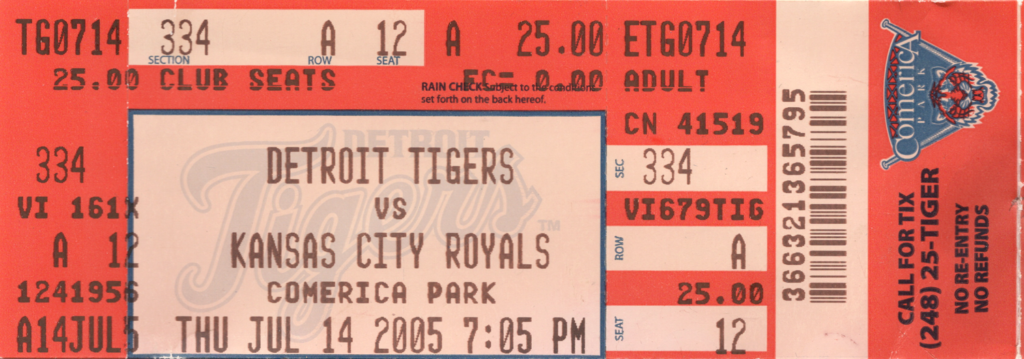 TG0714 334 A 12 A 25.00 ETG0714
SECTION ROW SEAT
25.00 CLUB SEATS FC= 0.00 ADULT
RAIN CHECK Subject to the conditions
set forth on the back hereof.
CN 41519
334
VI 161X
A 12
1241956
A14JUL5
DETROIT
Tigers
TM
DETROIT TIGERS
VS
KANSAS CITY ROYALS
COMERICA PARK
THU JUL 14 2005 7:05 PM
SEC 334
VI679TIG
ROW A
25.00
SEAT 12
36632136579​5
Comerica
PARK
CALL FOR TIX
(248) 25-TIGER
NO RE-ENTRY
NO REFUNDS